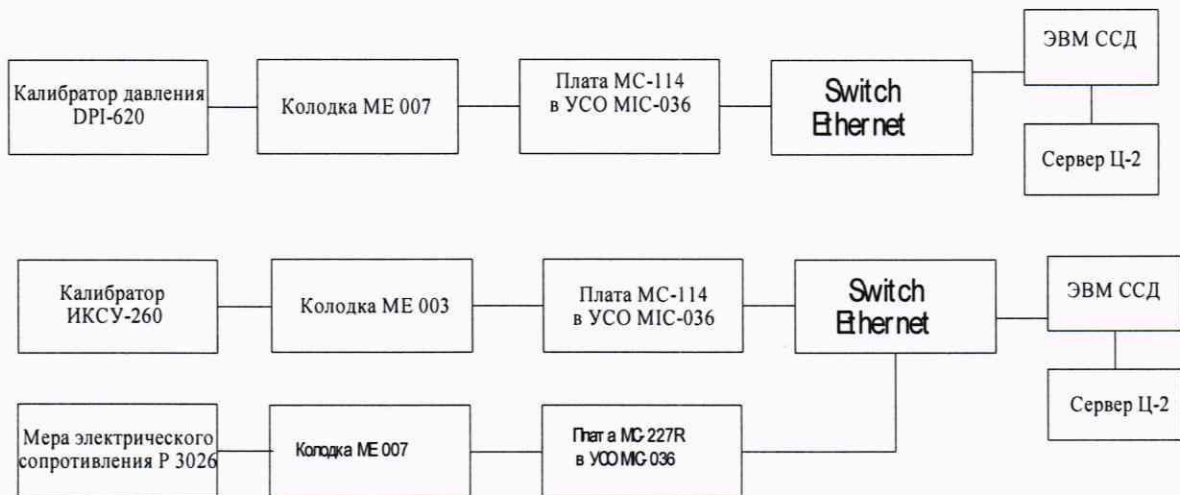 Калибратор давления
DPI-620
Колодка МЕ 007
Плата МС-114
в УСО MIC-036
Switch
Ethernet
ЭВМ ССД
Сервер Ц-2
Калибратор
ИКСУ-260
Колодка МЕ 003
Плата МС-114
в УСО MIC-036
Switch
Ethernet
ЭВМ ССД
Сервер Ц-2
Мера электрического
сопротивления Р 3026
Колодка МЕ 007
Плата МС-227R
в УСО MIC-036